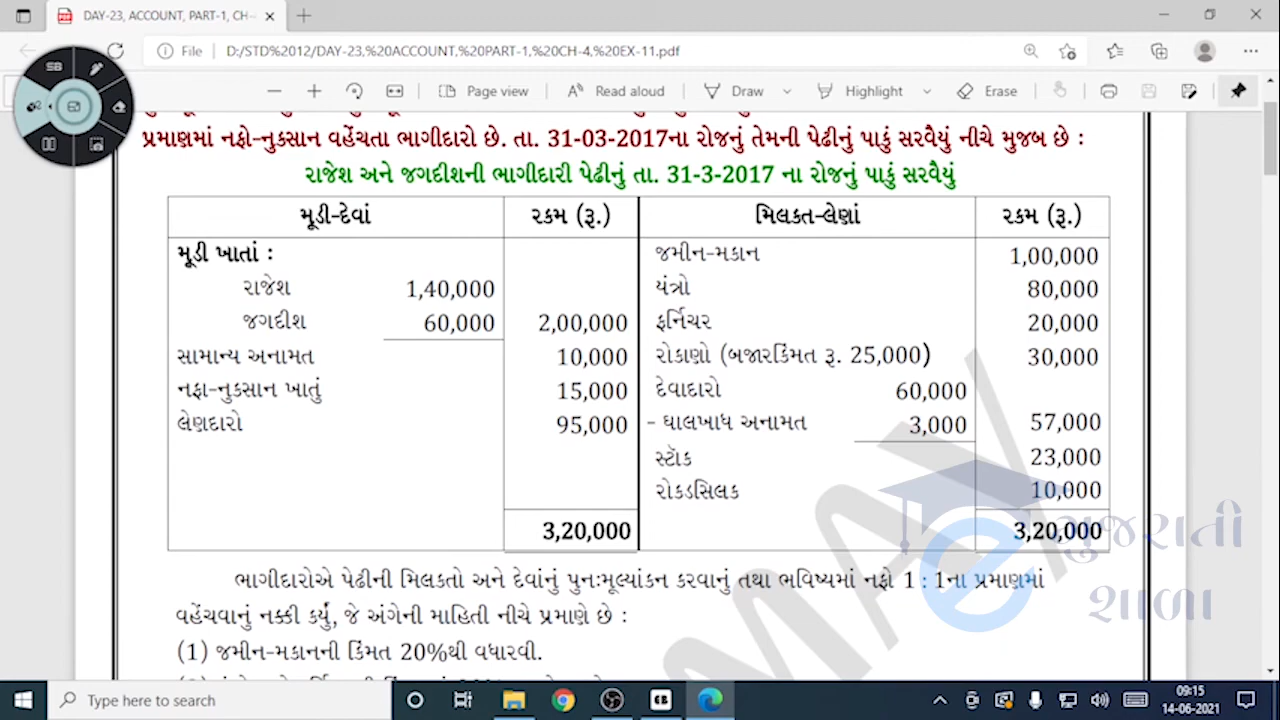 DAY-23, ACCOUNT, PART-1, CH-
File D:/STD%2012/DAY-23,%20ACCOUNT,%20PART-1,%20CH-4,%20EX-11.pdf
SB Page view Read aloud Draw Highlight Erase
પ્રમાણમાં નફો-નુકસાન વહેંચતા ભાગીદારો છે. તા. 31-03-2017ના રોજનું તેમની પેઢીનું પાકું સરવૈયું નીચે મુજબ છે :
રાજેશ અને જગદીશની ભાગીદારી પેઢીનું તા. 31-3-2017 ના રોજનું પાકું સરવૈયું
મૂડી-દેવાં રકમ (રૂ.) મિલકત-લેણાં રકમ (રૂ.)
મૂડી ખાતાં : જમીન-મકાન 1,00,000
રાજેશ 1,40,000 યંત્રો 80,000
જગદીશ 60,000 2,00,000 ફર્નિચર 20,000
સામાન્ય અનામત 10,000 રોકાણો (બજારકિંમત રૂ. 25,000) 30,000
નફા-નુકસાન ખાતું 15,000 દેવાદારો 60,000
લેણદારો 95,000 - ઘાલખાધ અનામત 3,000 57,000
સ્ટૉક 23,000
રોકડસિલક 10,000
3,20,000 3,20,000
ગુજરાતી
ભાગીદારોએ પેઢીની મિલકતો અને દેવાંનું પુનઃમૂલ્યાંકન કરવાનું તથા ભવિષ્યમાં નફો 1 : 1ના પ્રમાણમાં
e શાળા
વહેંચવાનું નક્કી કર્યું, જે અંગેની માહિતી નીચે પ્રમાણે છે :
(1) જમીન-મકાનની કિંમત 20%થી વધારવી.
Type here to search
09:15
14-06-2021